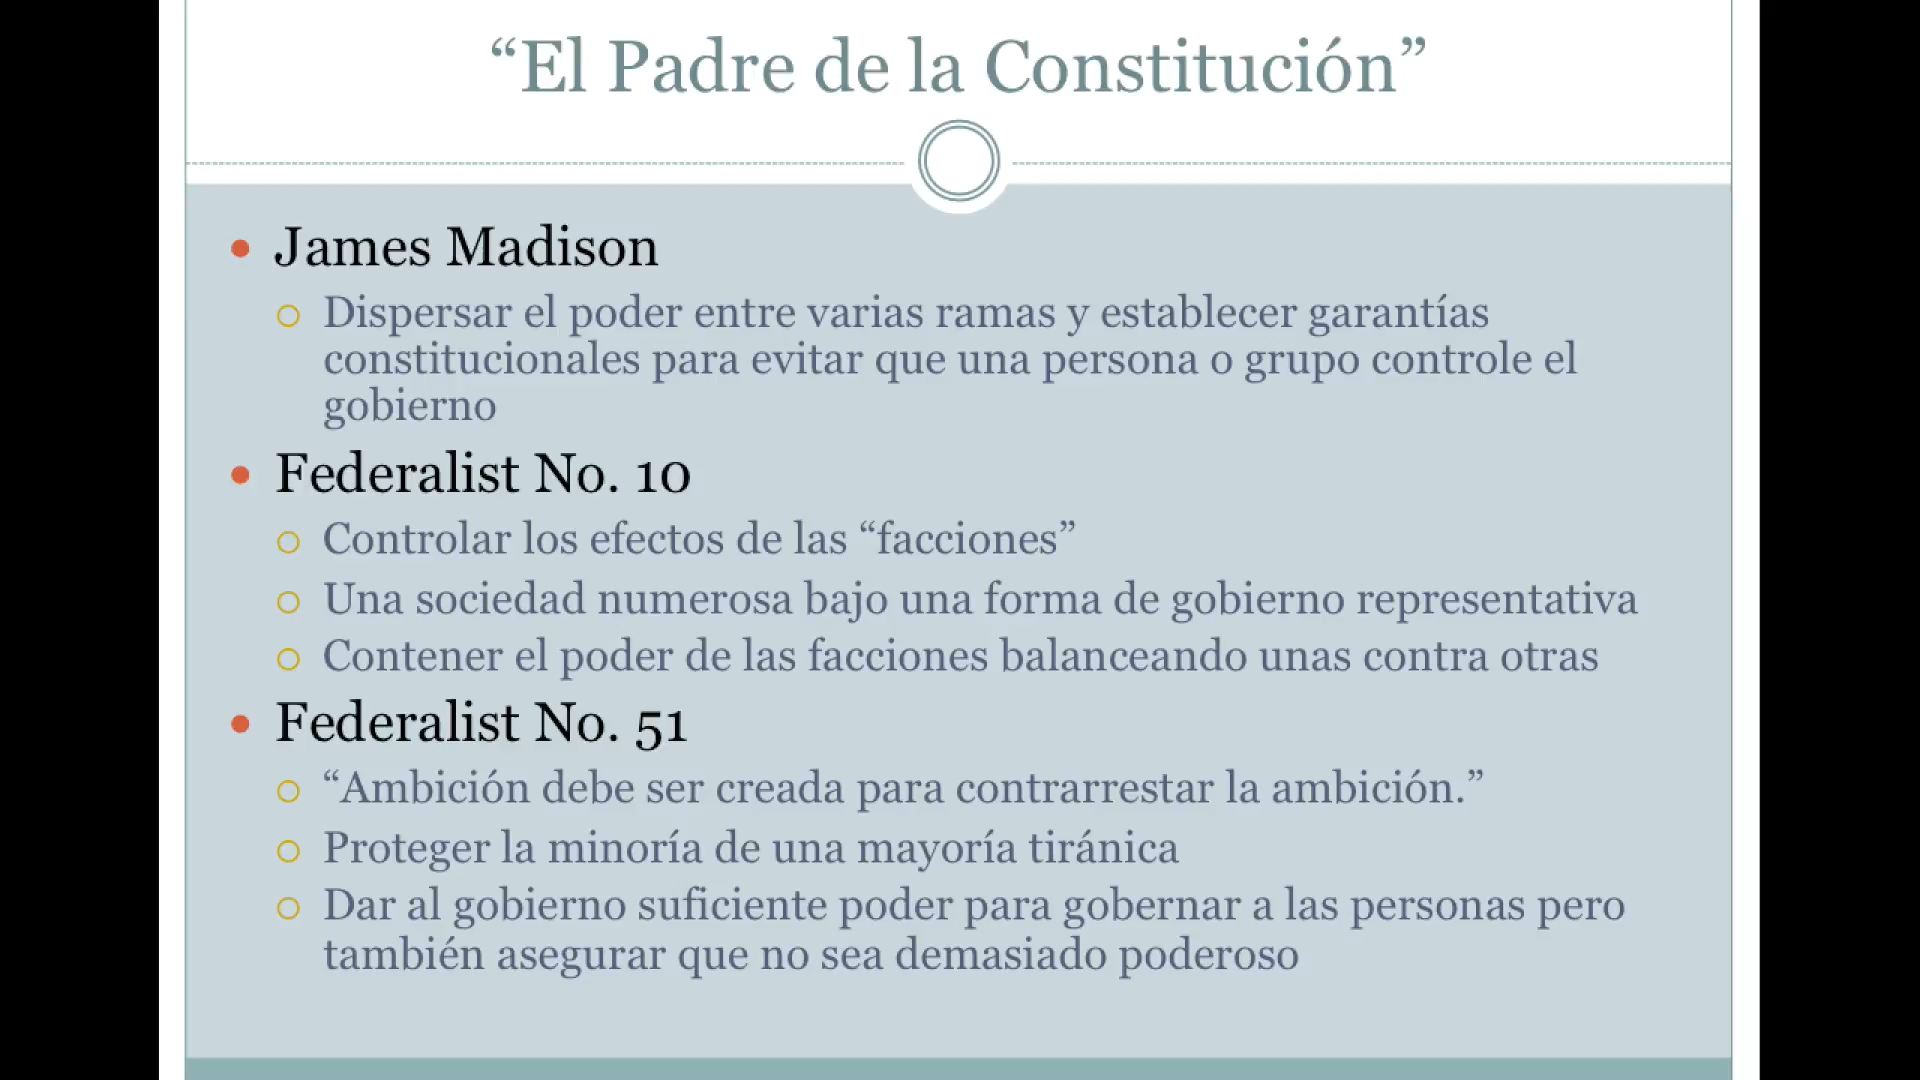 “El Padre de la Constitución”
James Madison
Dispersar el poder entre varias ramas y establecer garantías
constitucionales para evitar que una persona o grupo controle el
gobierno
Federalist No. 10
Controlar los efectos de las “facciones”
Una sociedad numerosa bajo una forma de gobierno representativa
Contener el poder de las facciones balanceando unas contra otras
Federalist No. 51
“Ambición debe ser creada para contrarrestar la ambición.”
Proteger la minoría de una mayoría tiránica
Dar al gobierno suficiente poder para gobernar a las personas pero
también asegurar que no sea demasiado poderoso